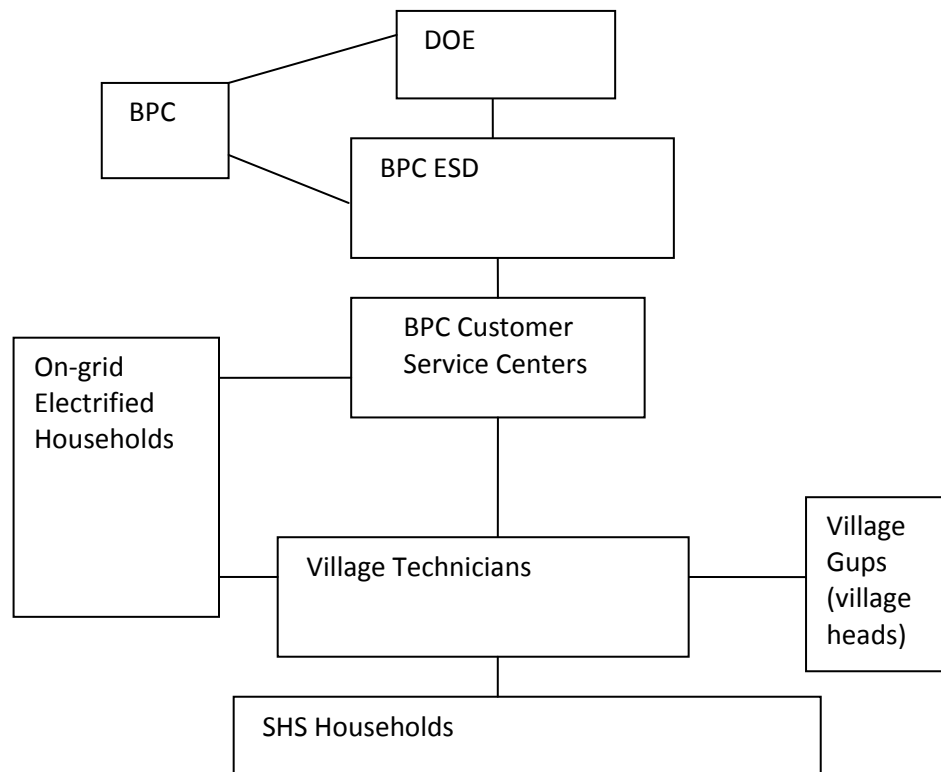 DOE
BPC
BPC ESD
BPC Customer
Service Centers
On-grid
Electrified
Households
Village Technicians
Village
Gups
(village
heads)
SHS Households